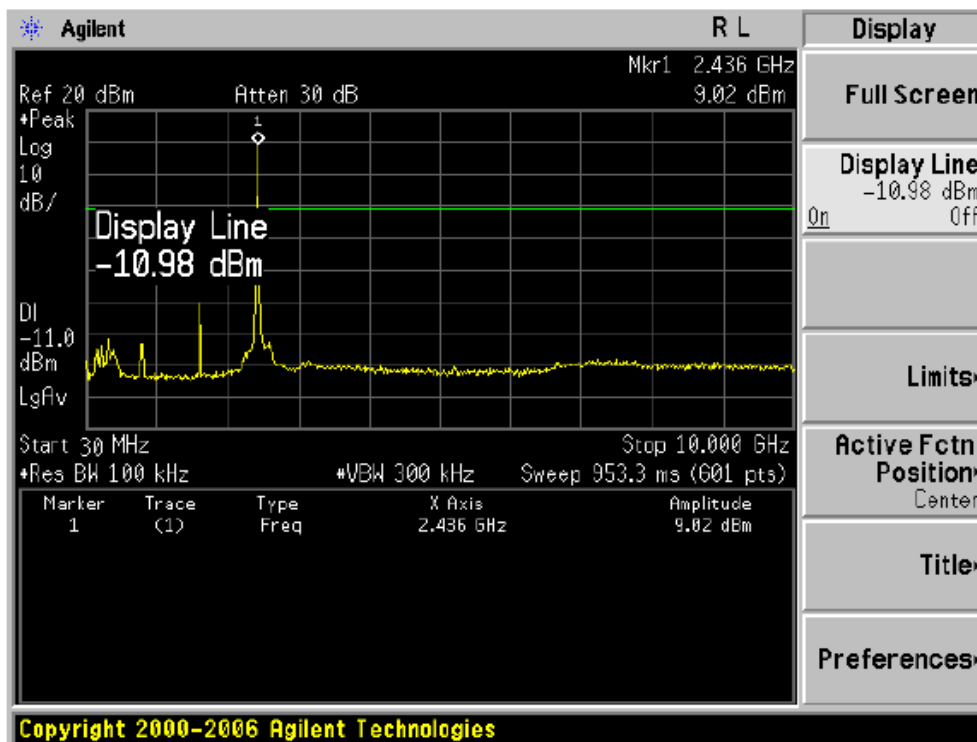 Agilent R L
Mkr1 2.436 GHz
Ref 20 dBm Atten 30 dB 9.02 dBm
#Peak
Log
10
dB/
1
Display Line
-10.98 dBm
DI
-11.0
dBm
LgAv
Start 30 MHz Stop 10.000 GHz
#Res BW 100 kHz #VBW 300 kHz Sweep 953.3 ms (601 pts)
Marker Trace Type X Axis Amplitude
1 (1) Freq 2.436 GHz 9.02 dBm
Copyright 2000-2006 Agilent Technologies
Display
Full Screen
Display Line
-10.98 dBm
On Off
Limits
Active Fctn
Position
Center
Title
Preferences